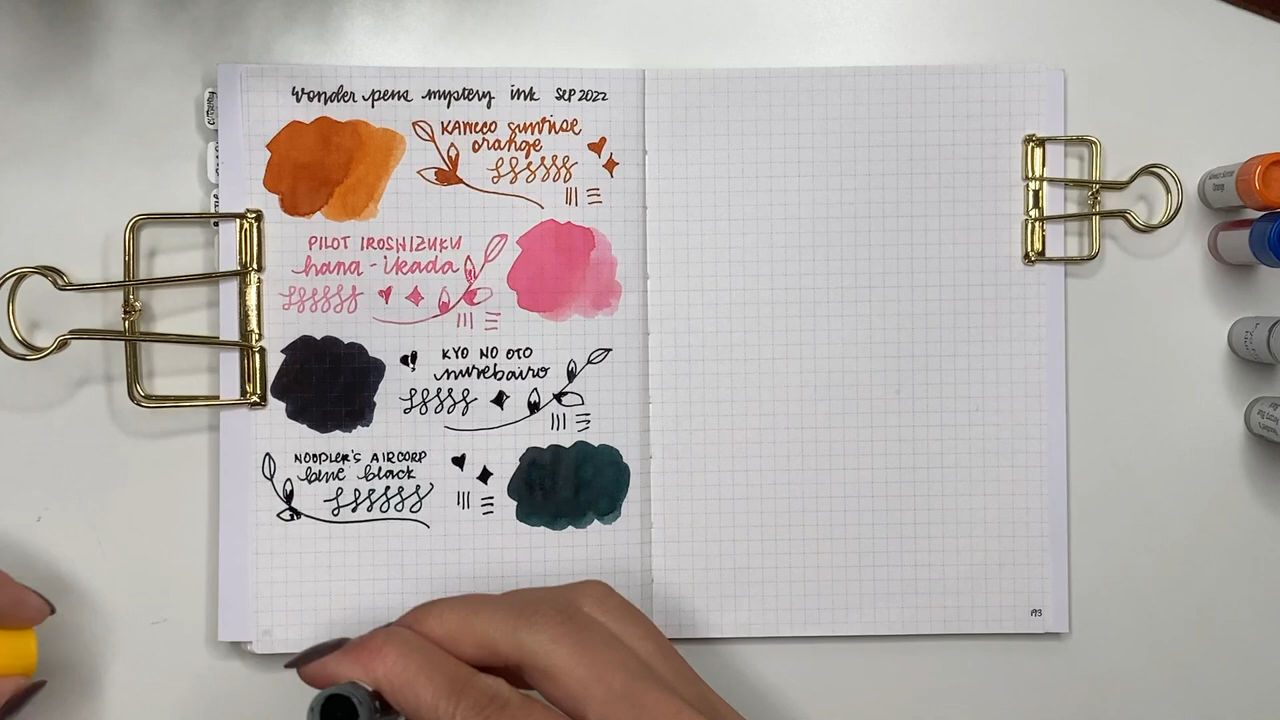 wonder pens mystery ink SEP 2022
KAWECO sunrise
orange
PILOT IROSHIZUKU
hana-ikada
KYO NO OTO
nurebairo
NOODLER'S AIRCORP
blue black
193